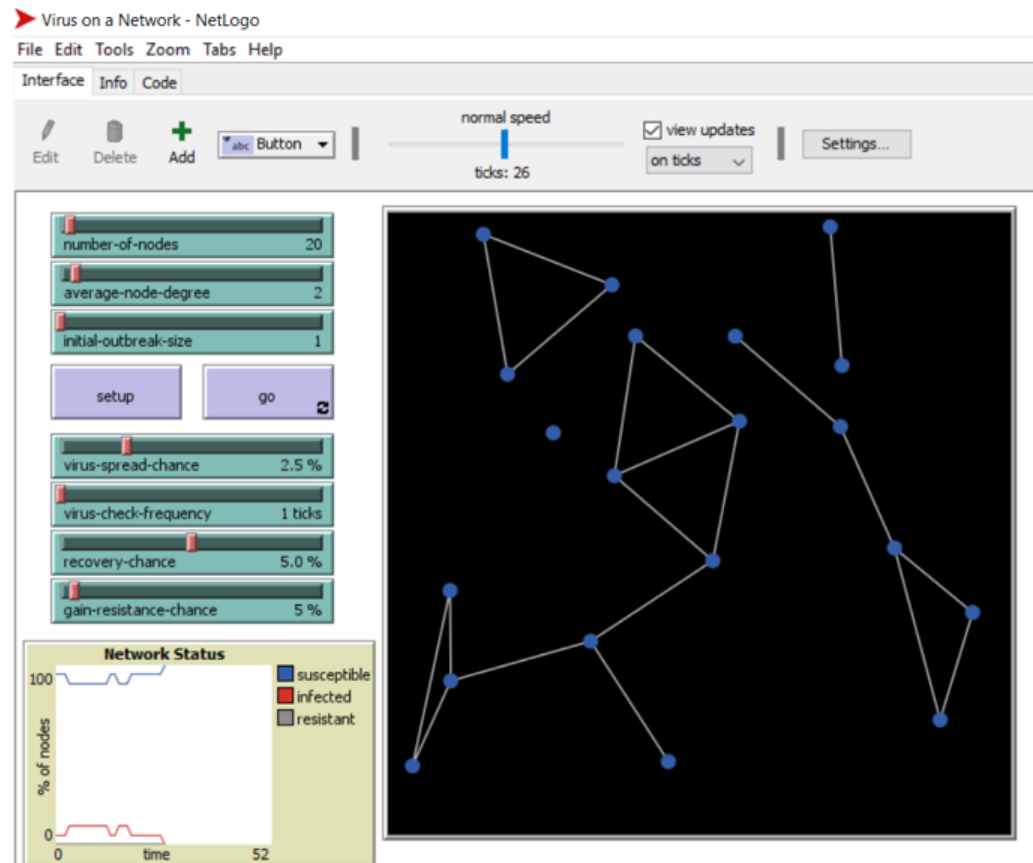 Virus on a Network - NetLogo
File Edit Tools Zoom Tabs Help
Interface Info Code
Edit
Delete
Add
abc Button
normal speed
ticks: 26
view updates
on ticks
Settings...
number-of-nodes 20
average-node-degree 2
initial-outbreak-size 1
setup
go
virus-spread-chance 2.5 %
virus-check-frequency 1 ticks
recovery-chance 5.0 %
gain-resistance-chance 5 %
Network Status
100
% of nodes
0
0 time 52
susceptible
infected
resistant